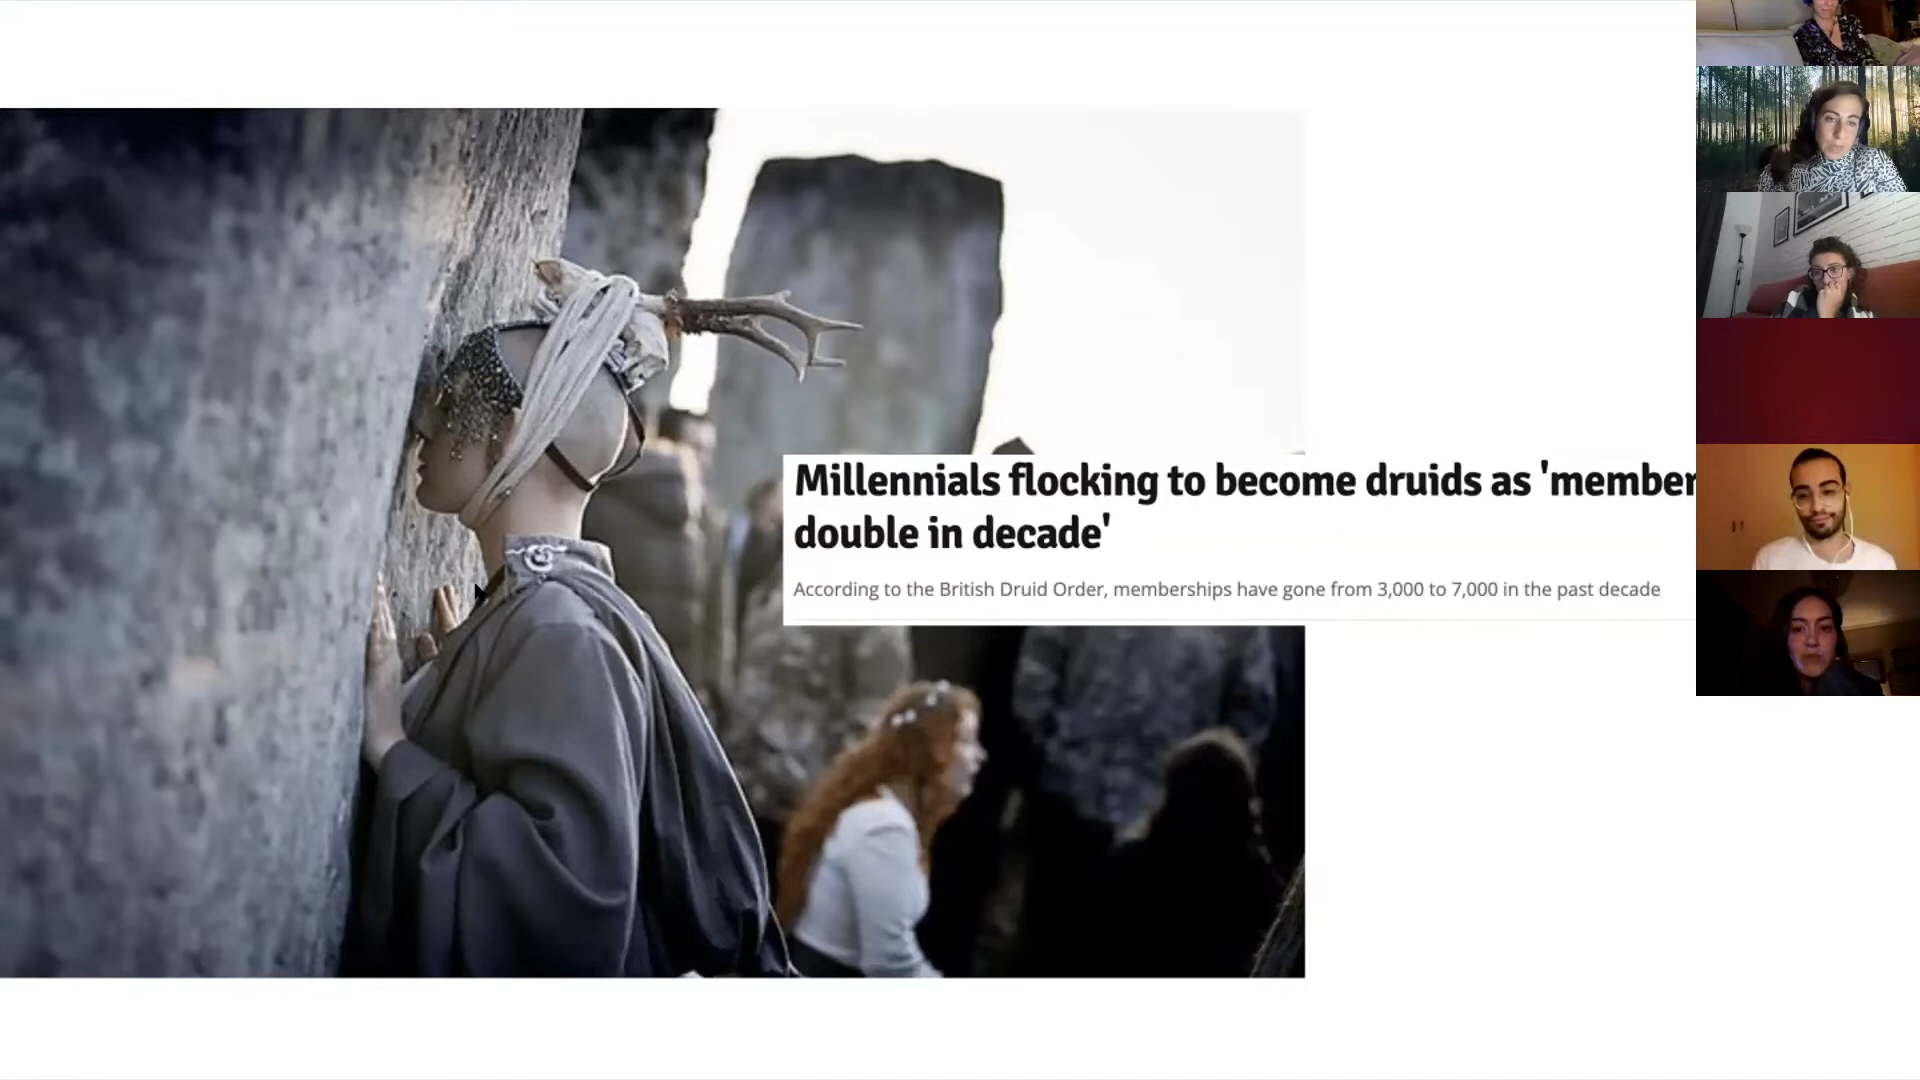 Millennials flocking to become druids as 'member
double in decade'
According to the British Druid Order, memberships have gone from 3,000 to 7,000 in the past decade